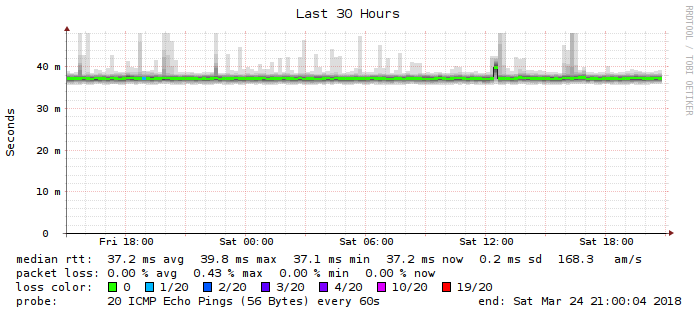 Last 30 Hours
RRDTOOL / TOBI OETIKER
Seconds
40 m
30 m
20 m
10 m
0
Fri 18:00 Sat 00:00 Sat 06:00 Sat 12:00 Sat 18:00
median rtt: 37.2 ms avg 39.8 ms max 37.1 ms min 37.2 ms now 0.2 ms sd 168.3 am/s
packet loss: 0.00 % avg 0.43 % max 0.00 % min 0.00 % now
loss color: 0 1/20 2/20 3/20 4/20 10/20 19/20
probe: 20 ICMP Echo Pings (56 Bytes) every 60s end: Sat Mar 24 21:00:04 2018